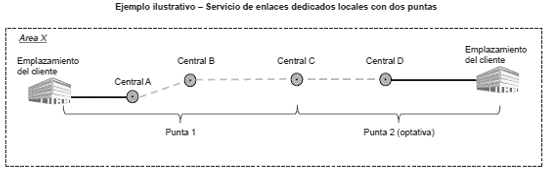 Ejemplo ilustrativo – Servicio de enlaces dedicados locales con dos puntas
Area X
Emplazamiento
del cliente
Central A
Central B
Central C
Central D
Emplazamiento
del cliente
Punta 1
Punta 2 (optativa)